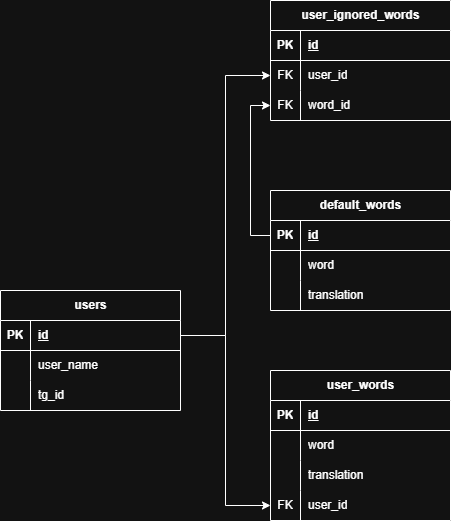 user_ignored_words
PK id
FK user_id
FK word_id
default_words
PK id
word
translation
users
PK id
user_name
tg_id
user_words
PK id
word
translation
FK user_id